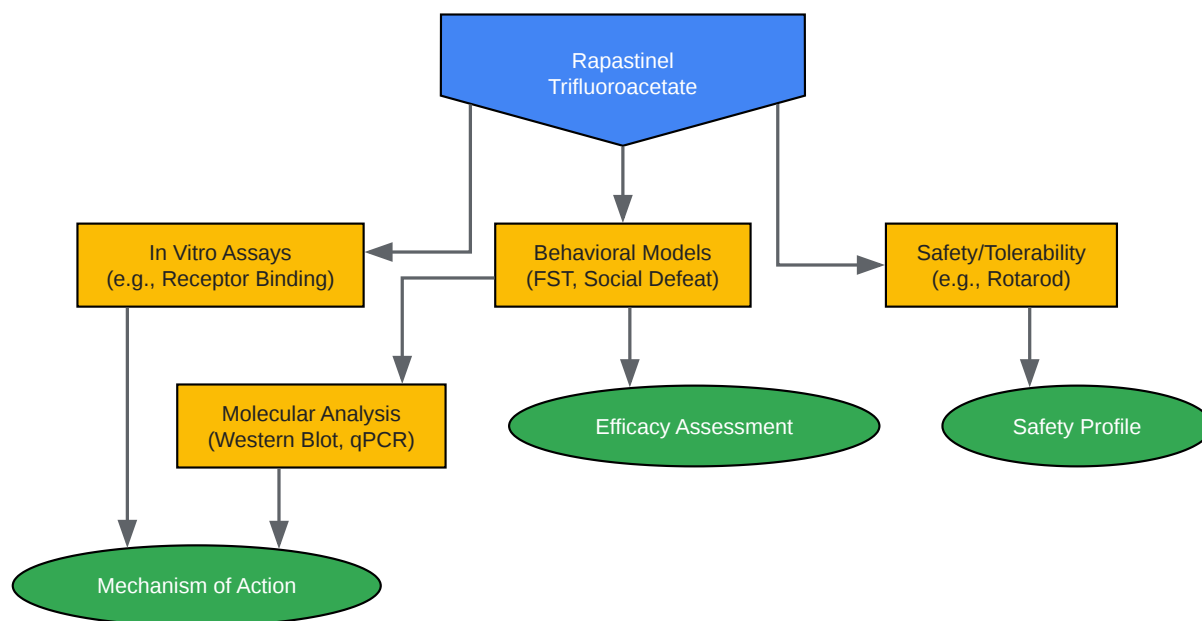 Rapastinel
Trifluoroacetate
In Vitro Assays
(e.g., Receptor Binding)
Behavioral Models
(FST, Social Defeat)
Safety/Tolerability
(e.g., Rotarod)
Molecular Analysis
(Western Blot, qPCR)
Efficacy Assessment
Safety Profile
Mechanism of Action